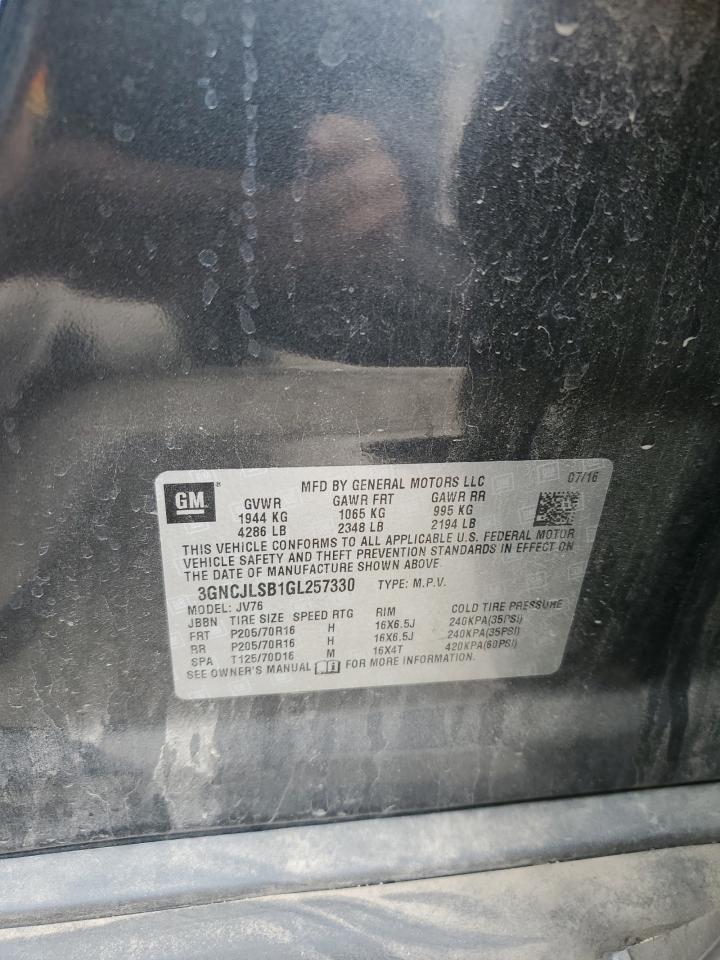 MFD BY GENERAL MOTORS LLC 07/16
GM ® GVWR GAWR FRT GAWR RR
1944 KG 1065 KG 995 KG
4286 LB 2348 LB 2194 LB
THIS VEHICLE CONFORMS TO ALL APPLICABLE U.S. FEDERAL MOTOR
VEHICLE SAFETY AND THEFT PREVENTION STANDARDS IN EFFECT ON
THE DATE OF MANUFACTURE SHOWN ABOVE.
3GNCJLSB1GL257330 TYPE: M.P.V.
MODEL: JV76
JBBN TIRE SIZE SPEED RTG RIM COLD TIRE PRESSURE
FRT P205/70R16 H 16X6.5J 240KPA(35PSI)
RR P205/70R16 H 16X6.5J 240KPA(35PSI)
SPA T125/70D16 M 16X4T 420KPA(60PSI)
SEE OWNER'S MANUAL FOR MORE INFORMATION.